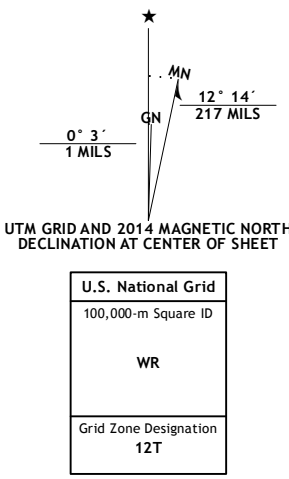 MN
GN
12° 14´
217 MILS
0° 3´
1 MILS
UTM GRID AND 2014 MAGNETIC NORTH
DECLINATION AT CENTER OF SHEET
U.S. National Grid
100,000-m Square ID
WR
Grid Zone Designation
12T